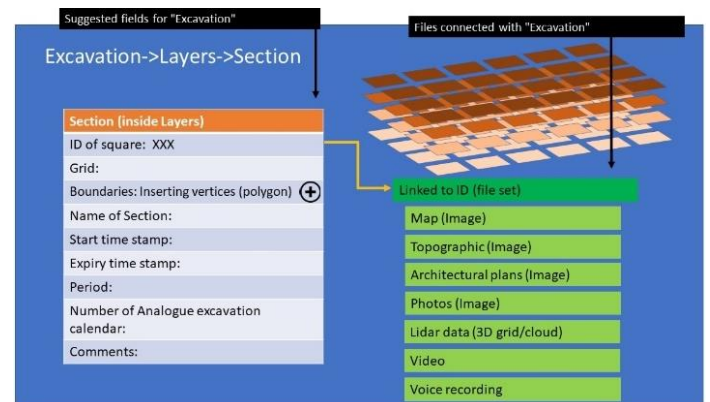 Suggested fields for "Excavation"
Files connected with "Excavation"
Excavation->Layers->Section
Section (inside Layers)
ID of square: XXX
Grid:
Boundaries: Inserting vertices (polygon)
Name of Section:
Start time stamp:
Expiry time stamp:
Period:
Number of Analogue excavation
calendar:
Comments:
Linked to ID (file set)
Map (Image)
Topographic (Image)
Architectural plans (Image)
Photos (Image)
Lidar data (3D grid/cloud)
Video
Voice recording